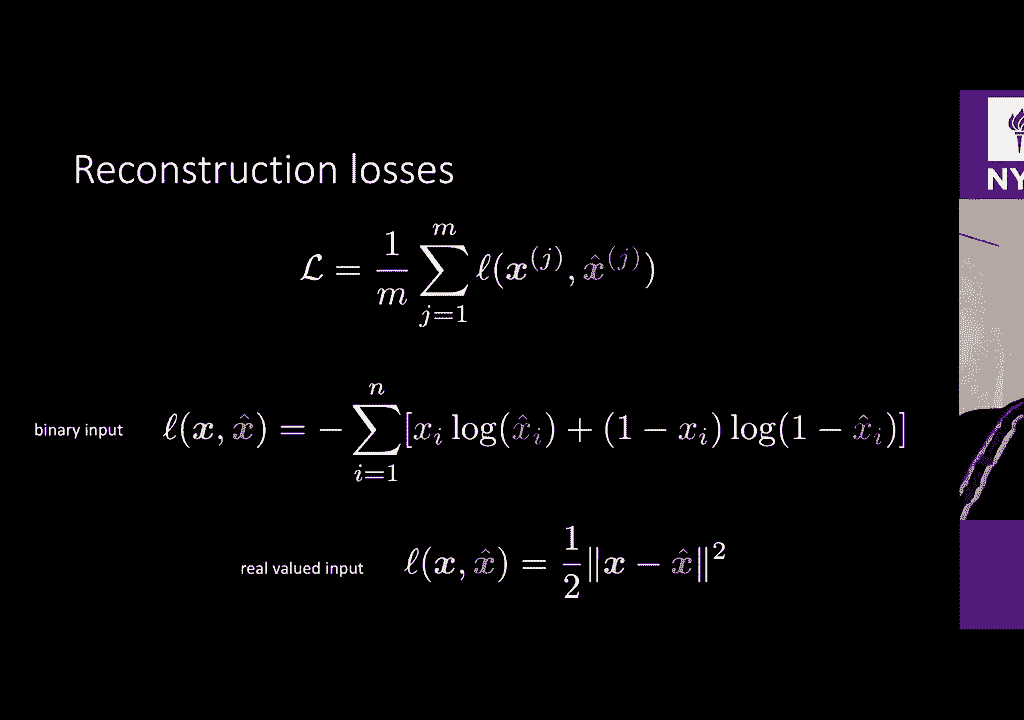 NY
Reconstruction losses
$\mathcal{L} = \frac{1}{m} \sum_{j=1}^{m} \ell(\boldsymbol{x}^{(j)}, \hat{\boldsymbol{x}}^{(j)})$
binary input $\ell(\boldsymbol{x}, \hat{\boldsymbol{x}}) = -\sum_{i=1}^{n} [x_i \log(\hat{x}_i) + (1 - x_i) \log(1 - \hat{x}_i)]$
real valued input $\ell(\boldsymbol{x}, \hat{\boldsymbol{x}}) = \frac{1}{2} \|\boldsymbol{x} - \hat{\boldsymbol{x}}\|^2$